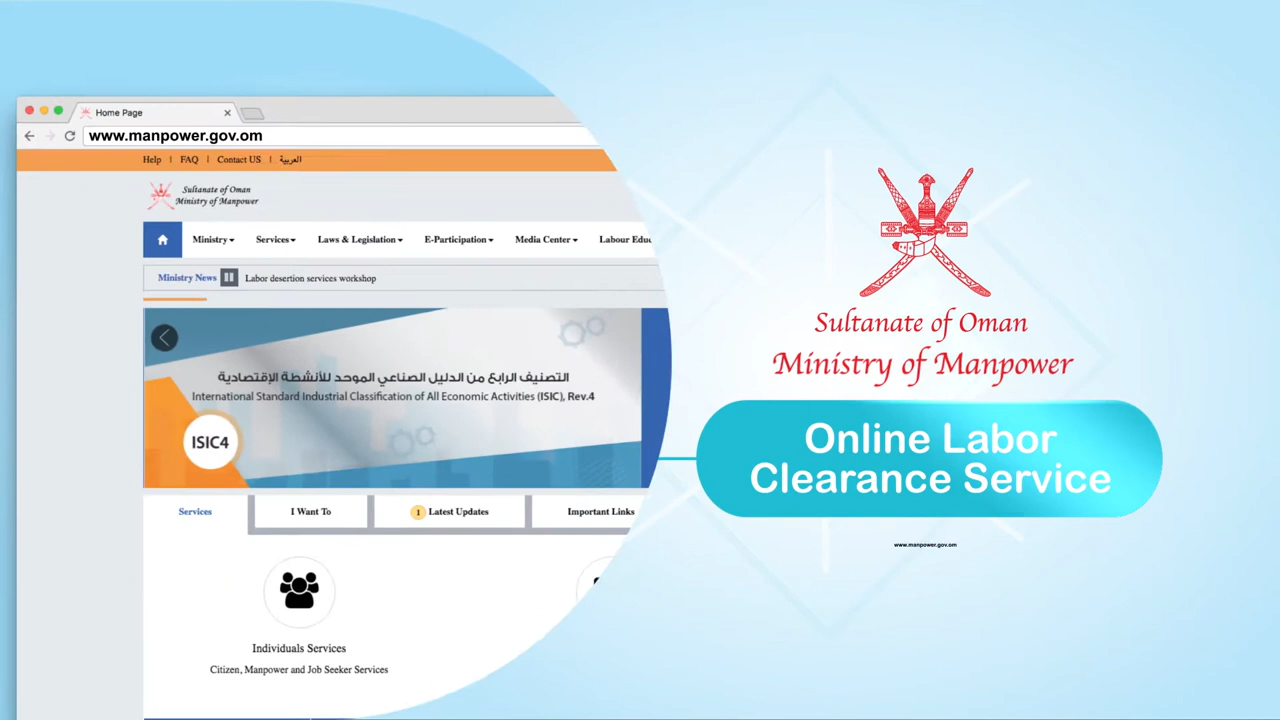 Home Page
www.manpower.gov.om
Help | FAQ | Contact US | العربية
Sultanate of Oman
Ministry of Manpower
Ministry Services Laws & Legislation E-Participation Media Center Labour
Ministry News Labor desertion services workshop
التصنيف الرابع من الدليل الصناعي الموحد للأنشطة الإقتصادية
International Standard Industrial Classification of All Economic Activities (ISIC), Rev.4
ISIC4
Services I Want To 1 Latest Updates Important Links
Individuals Services
Citizen, Manpower and Job Seeker Services
Sultanate of Oman
Ministry of Manpower
Online Labor
Clearance Service
www.manpower.gov.om